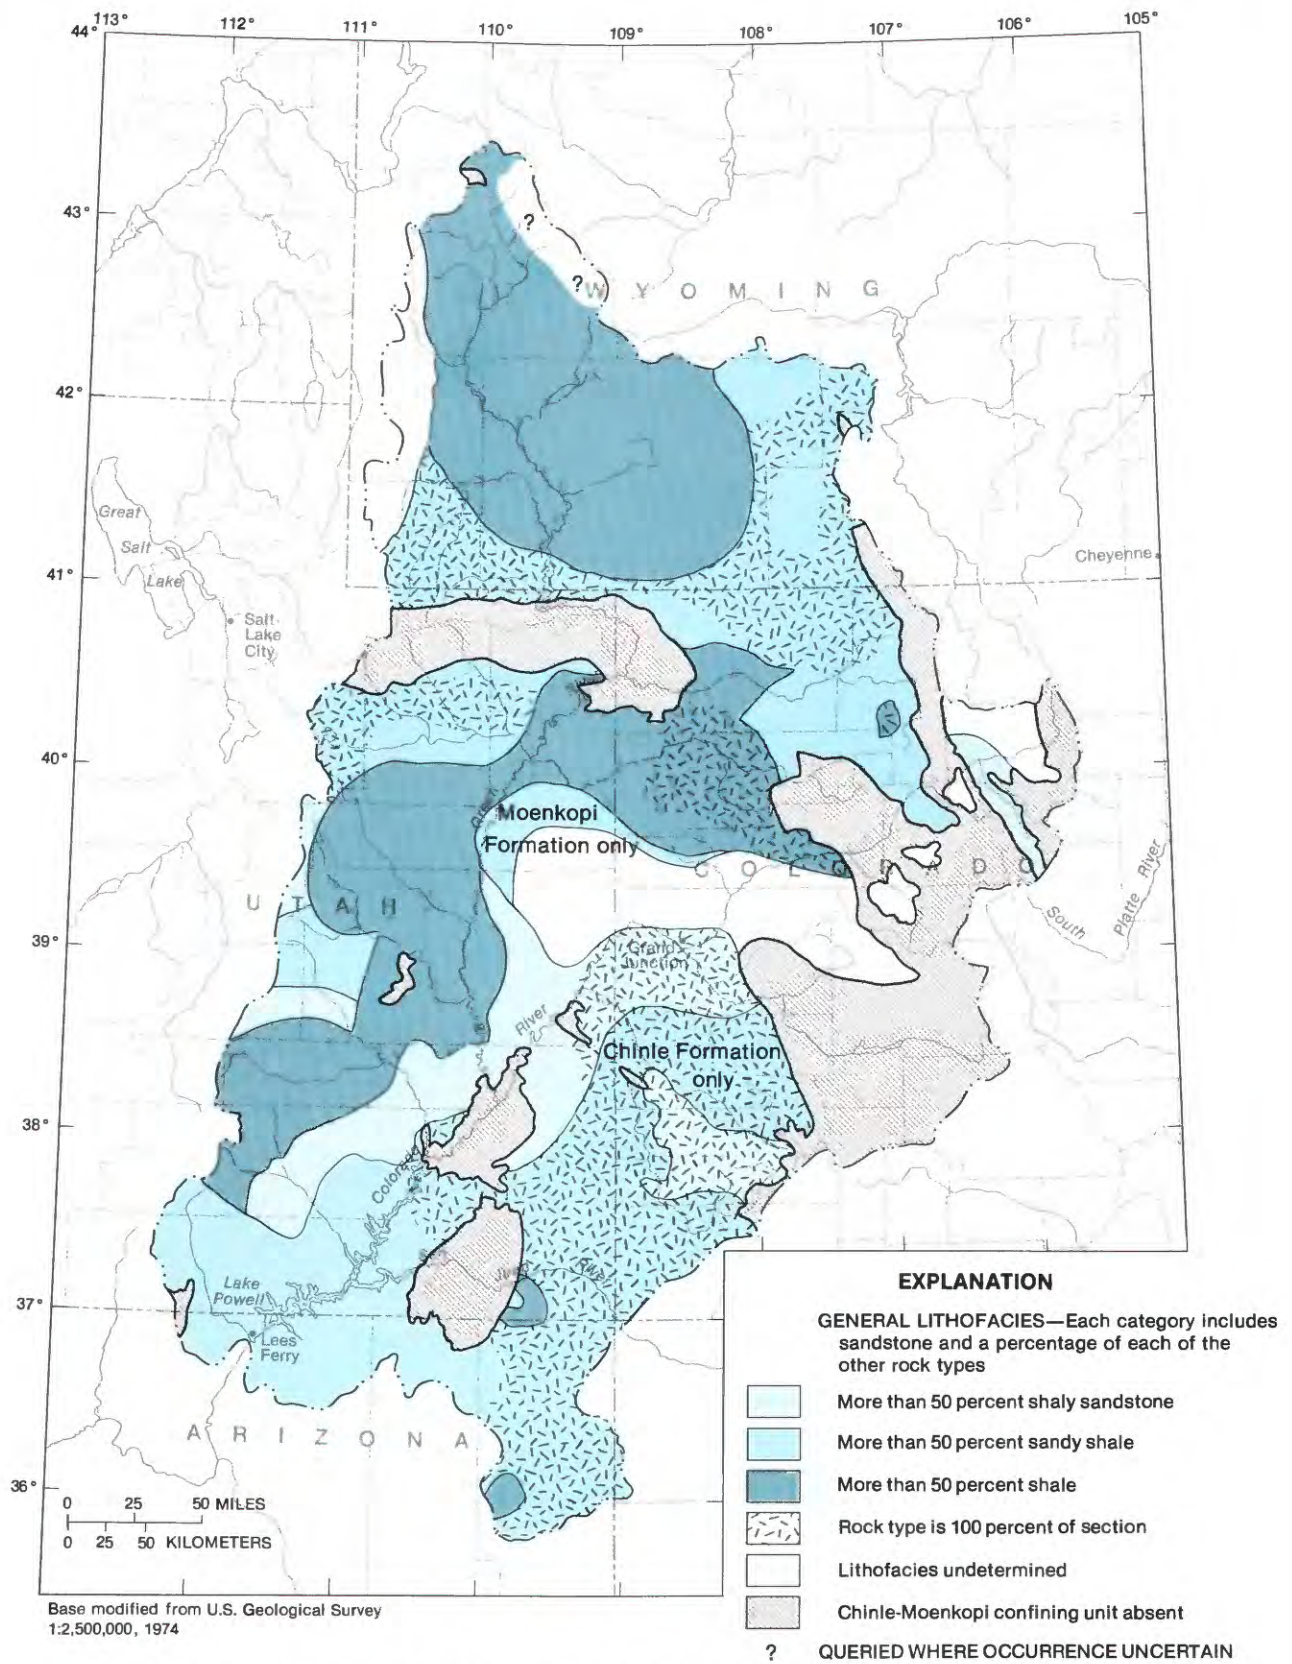 113° 112° 111° 110° 109° 108° 107° 106° 105°
44°
43°
?
?
WYOMING
42°
Great
Salt
Lake
41°
Cheyenne
Salt
Lake
City
40°
Moenkopi
Formation only
COLORADO
UTAH
South
Platte River
39°
Grand
Junction
River
Chinle Formation
only
38°
Colorado
Lake
Powell
River
37°
Lees
Ferry
ARIZONA
36°
0 25 50 MILES
0 25 50 KILOMETERS
Base modified from U.S. Geological Survey
1:2,500,000, 1974
EXPLANATION
GENERAL LITHOFACIES—Each category includes
sandstone and a percentage of each of the
other rock types
More than 50 percent shaly sandstone
More than 50 percent sandy shale
More than 50 percent shale
Rock type is 100 percent of section
Lithofacies undetermined
Chinle-Moenkopi confining unit absent
? QUERIED WHERE OCCURRENCE UNCERTAIN